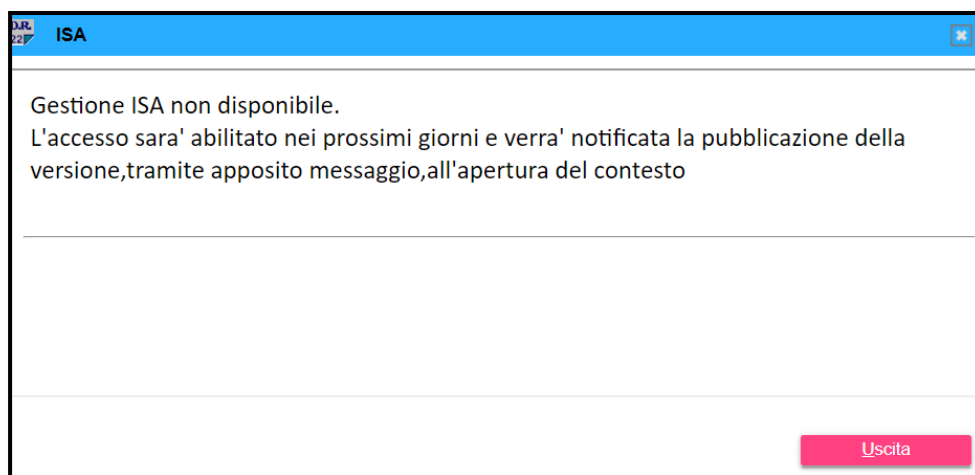 D.R.
22
ISA
Gestione ISA non disponibile.
L'accesso sara' abilitato nei prossimi giorni e verra' notificata la pubblicazione della
versione,tramite apposito messaggio,all'apertura del contesto
Uscita